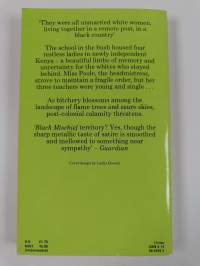 'They were all unmarried white women,
living together in a remote post, in a
black country'
The school in the bush housed four
restless ladies in newly independent
Kenya – a beautiful limbo of memory and
uncertainty for the whites who stayed
behind. Miss Poole, the headmistress,
strove to maintain a fragile order, but her
three teachers were young and single . . .
As bitchery blossoms among the
landscape of flame trees and azure skies,
post-colonial calamity threatens.
'Black Mischief territory? Yes, though the
sharp metallic taste of satire is smoothed
and mellowed to something near
sympathy' – Guardian
Cover design by